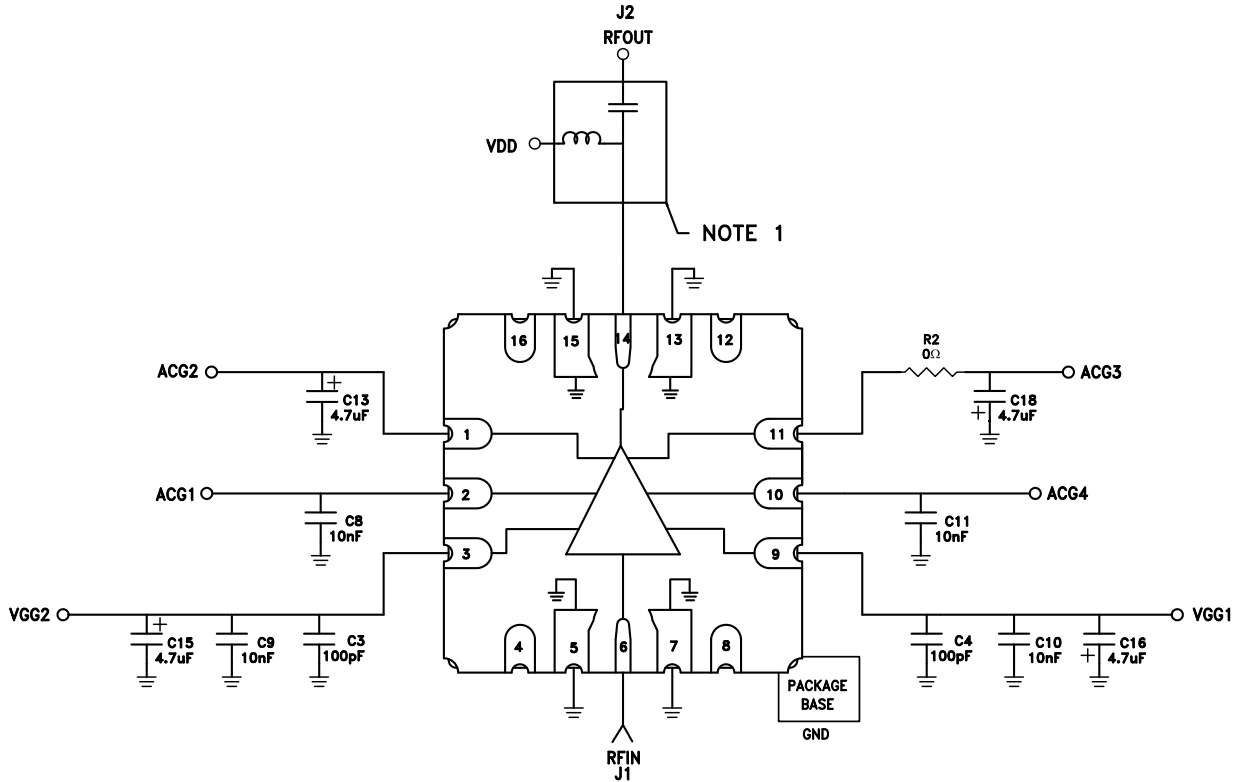 J2
RFOUT
VDD
NOTE 1
16
15
14
13
12
R2
0Ω
ACG2
+
C13
4.7uF
ACG3
C18
+
4.7uF
1
11
ACG1
C8
10nF
2
10
ACG4
C11
10nF
3
9
VGG2
+
C15
4.7uF
C9
10nF
C3
100pF
VGG1
C4
100pF
C10
10nF
C16
+
4.7uF
4
5
6
7
8
PACKAGE
BASE
GND
RFIN
J1